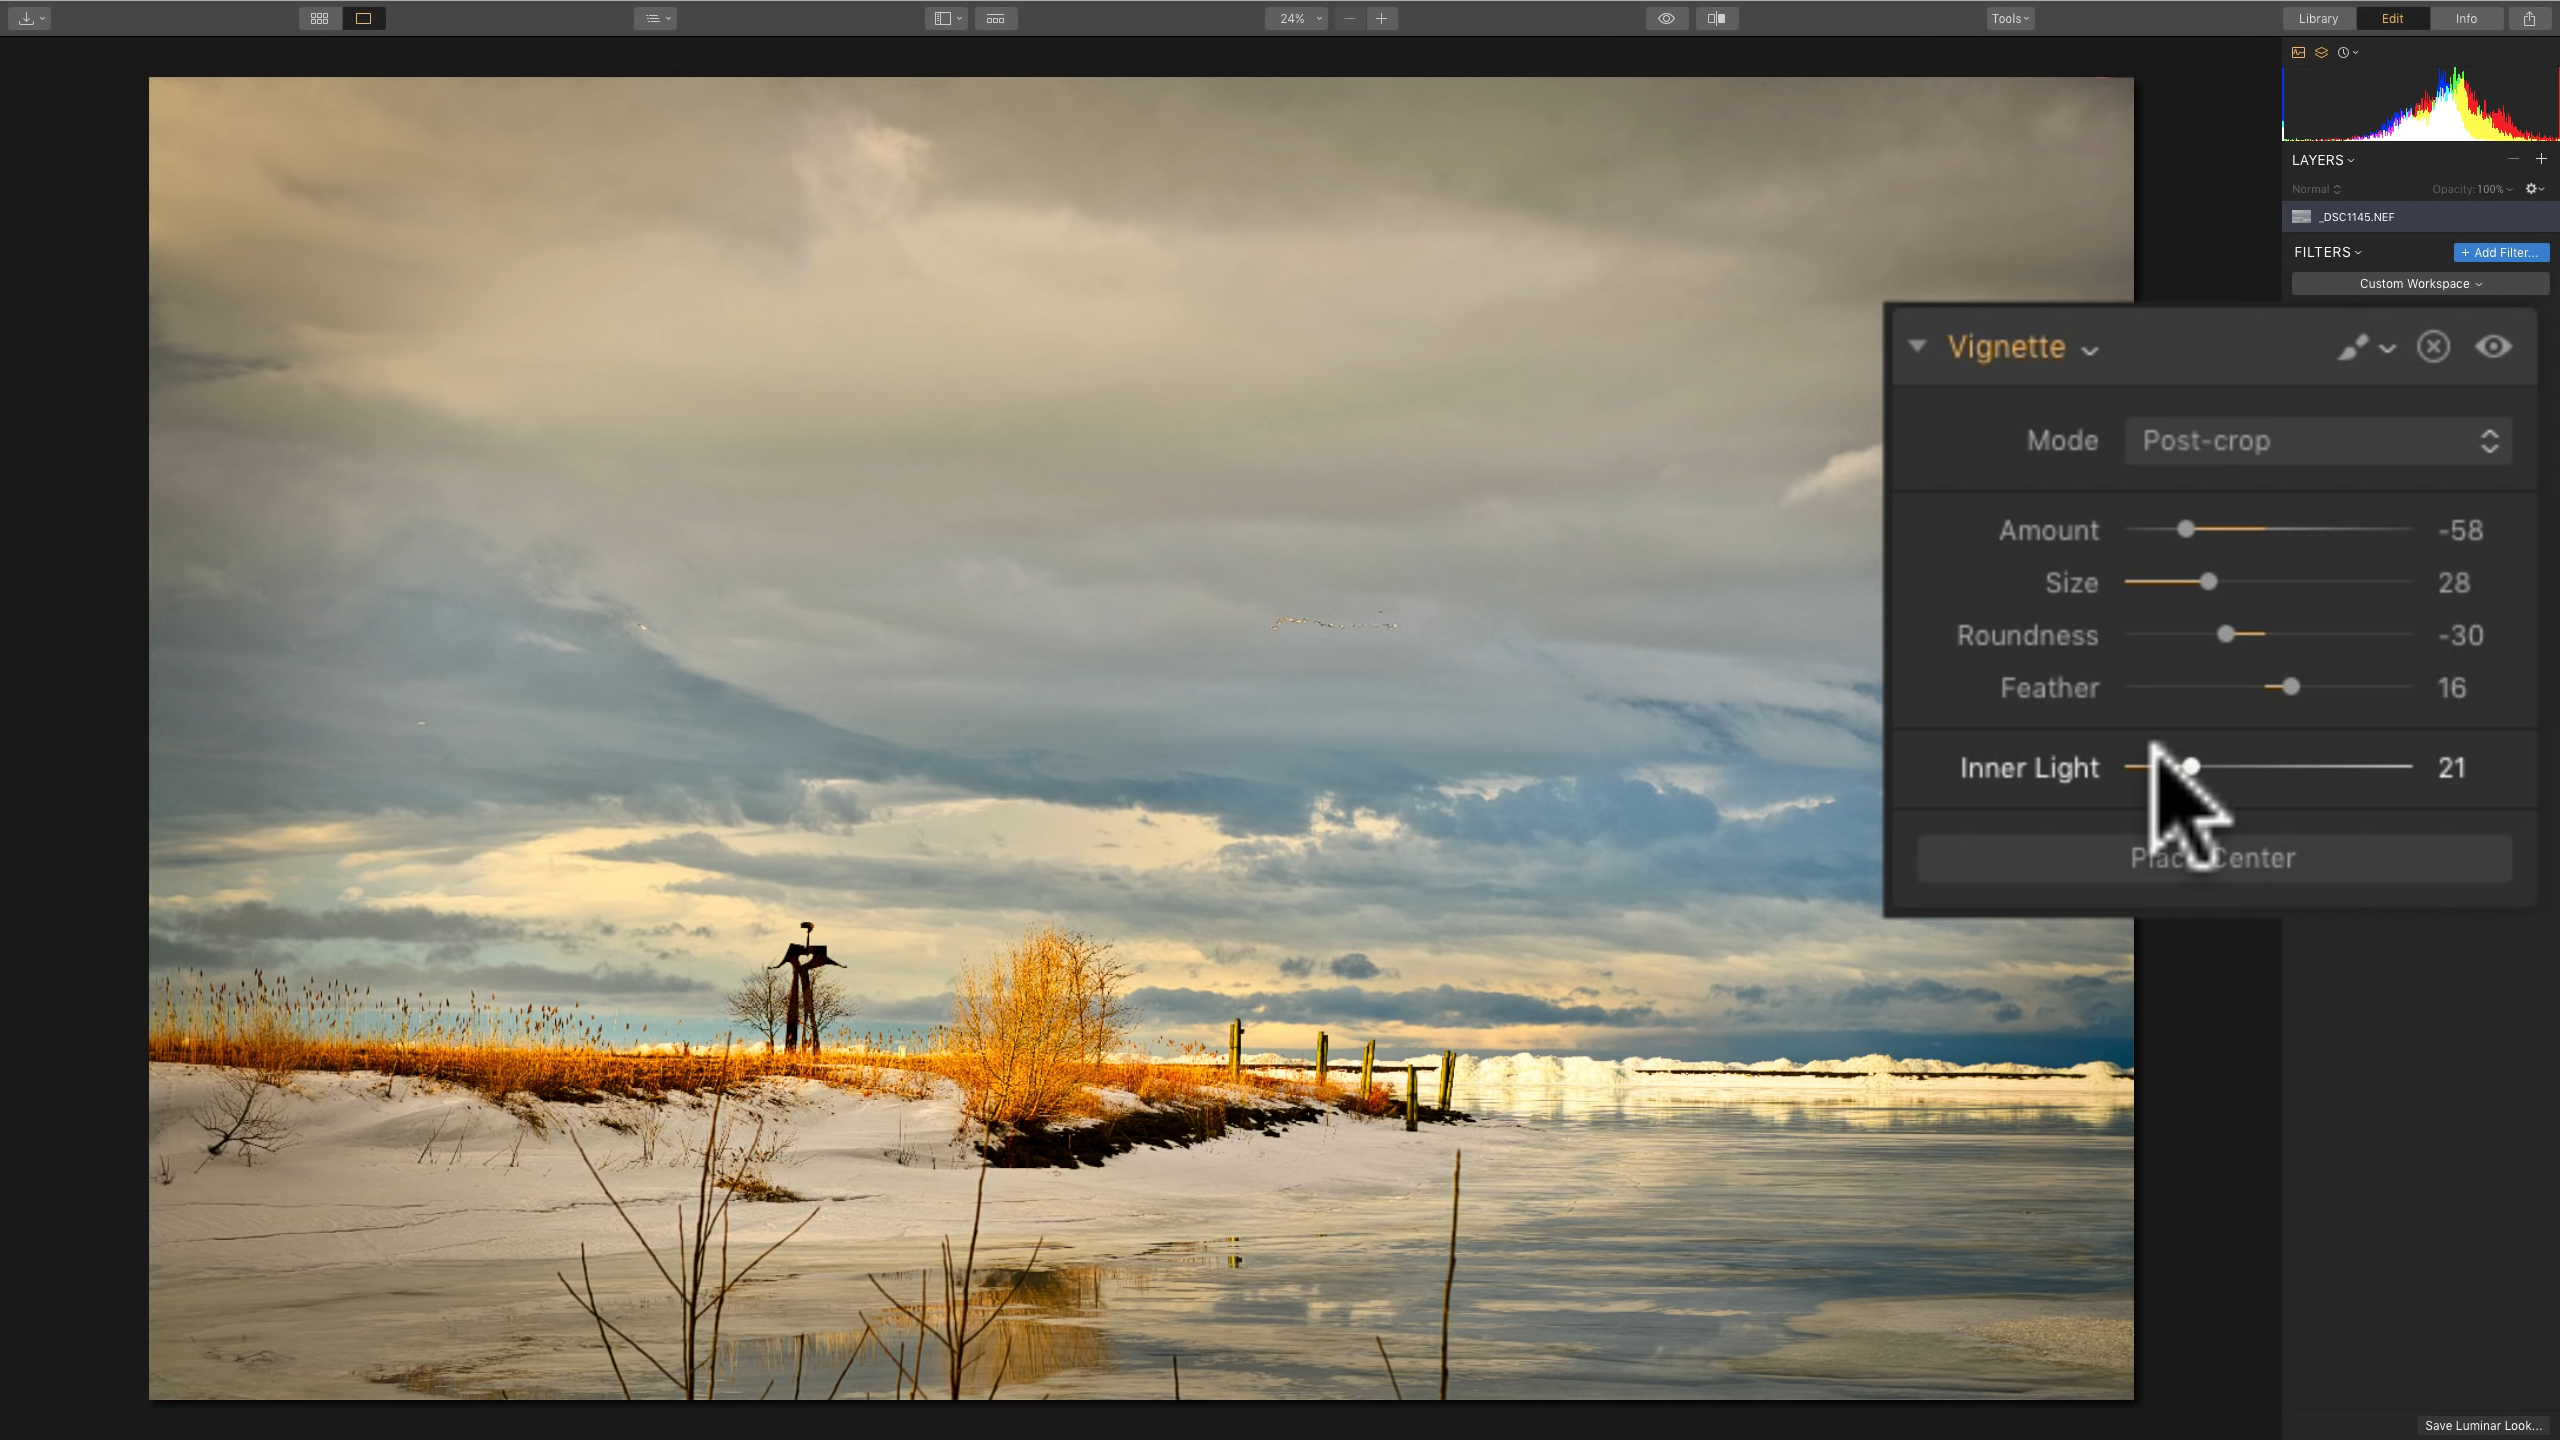 24%
Tools
Library Edit Info
LAYERS
Normal Opacity: 100%
_DSC1145.NEF
FILTERS + Add Filter...
Custom Workspace
Vignette
Mode Post-crop
Amount -58
Size 28
Roundness -30
Feather 16
Inner Light 21
Place Center
Save Luminar Look...